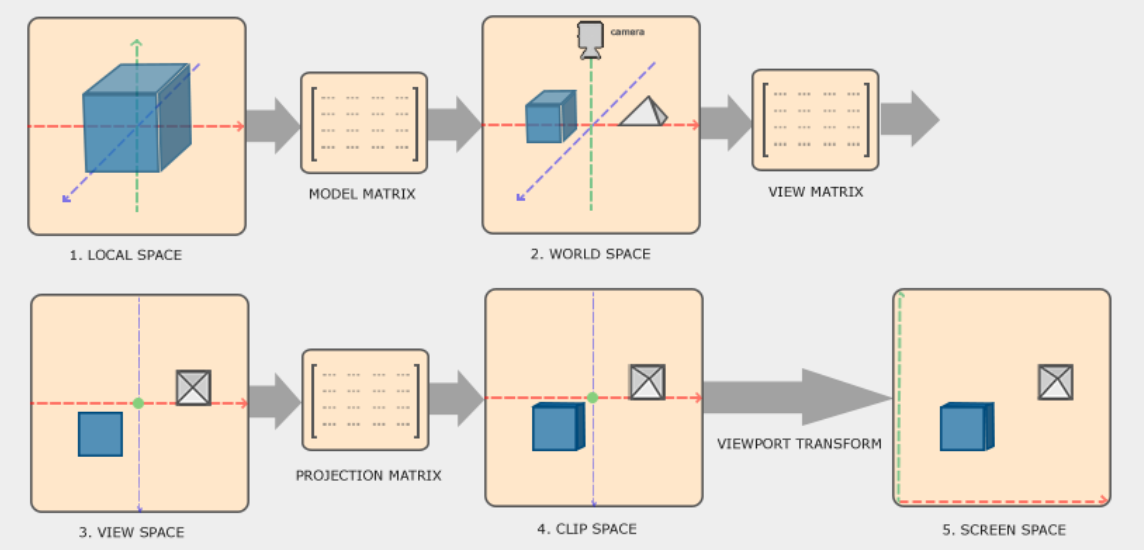 camera
MODEL MATRIX
VIEW MATRIX
1. LOCAL SPACE
2. WORLD SPACE
PROJECTION MATRIX
VIEWPORT TRANSFORM
3. VIEW SPACE
4. CLIP SPACE
5. SCREEN SPACE